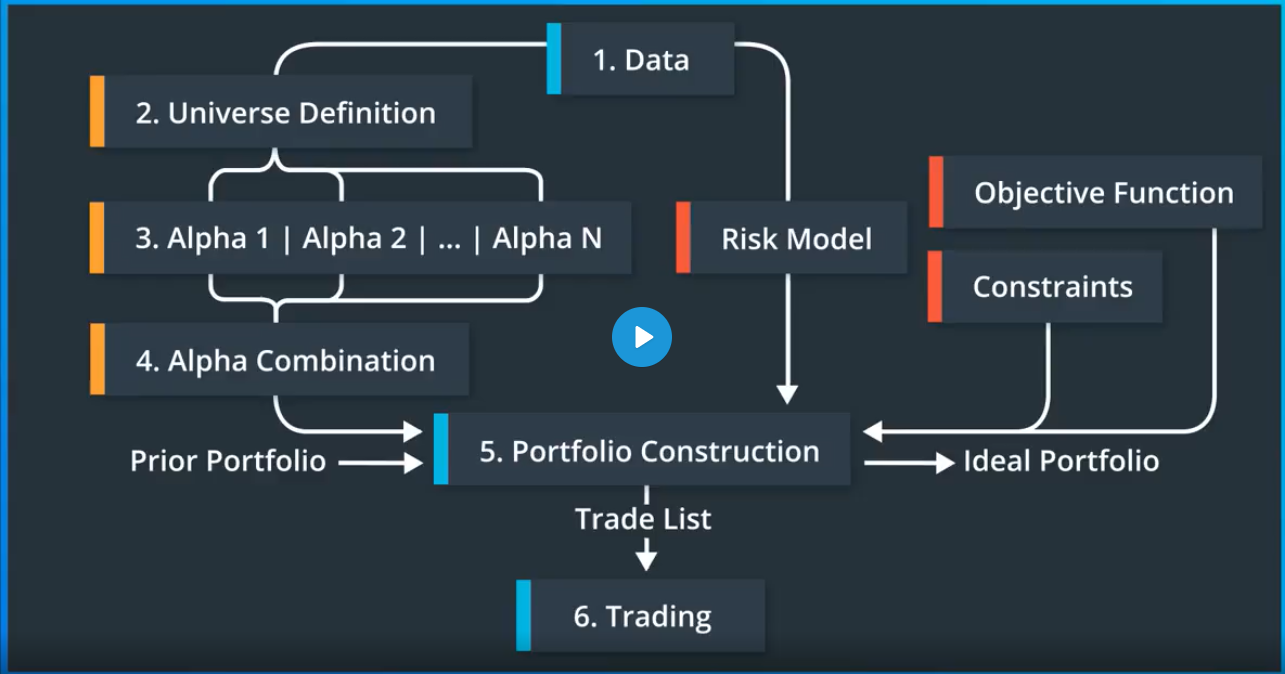 1. Data
2. Universe Definition
Objective Function
3. Alpha 1 | Alpha 2 | ... | Alpha N
Risk Model
Constraints
4. Alpha Combination
Prior Portfolio
5. Portfolio Construction
Ideal Portfolio
Trade List
6. Trading